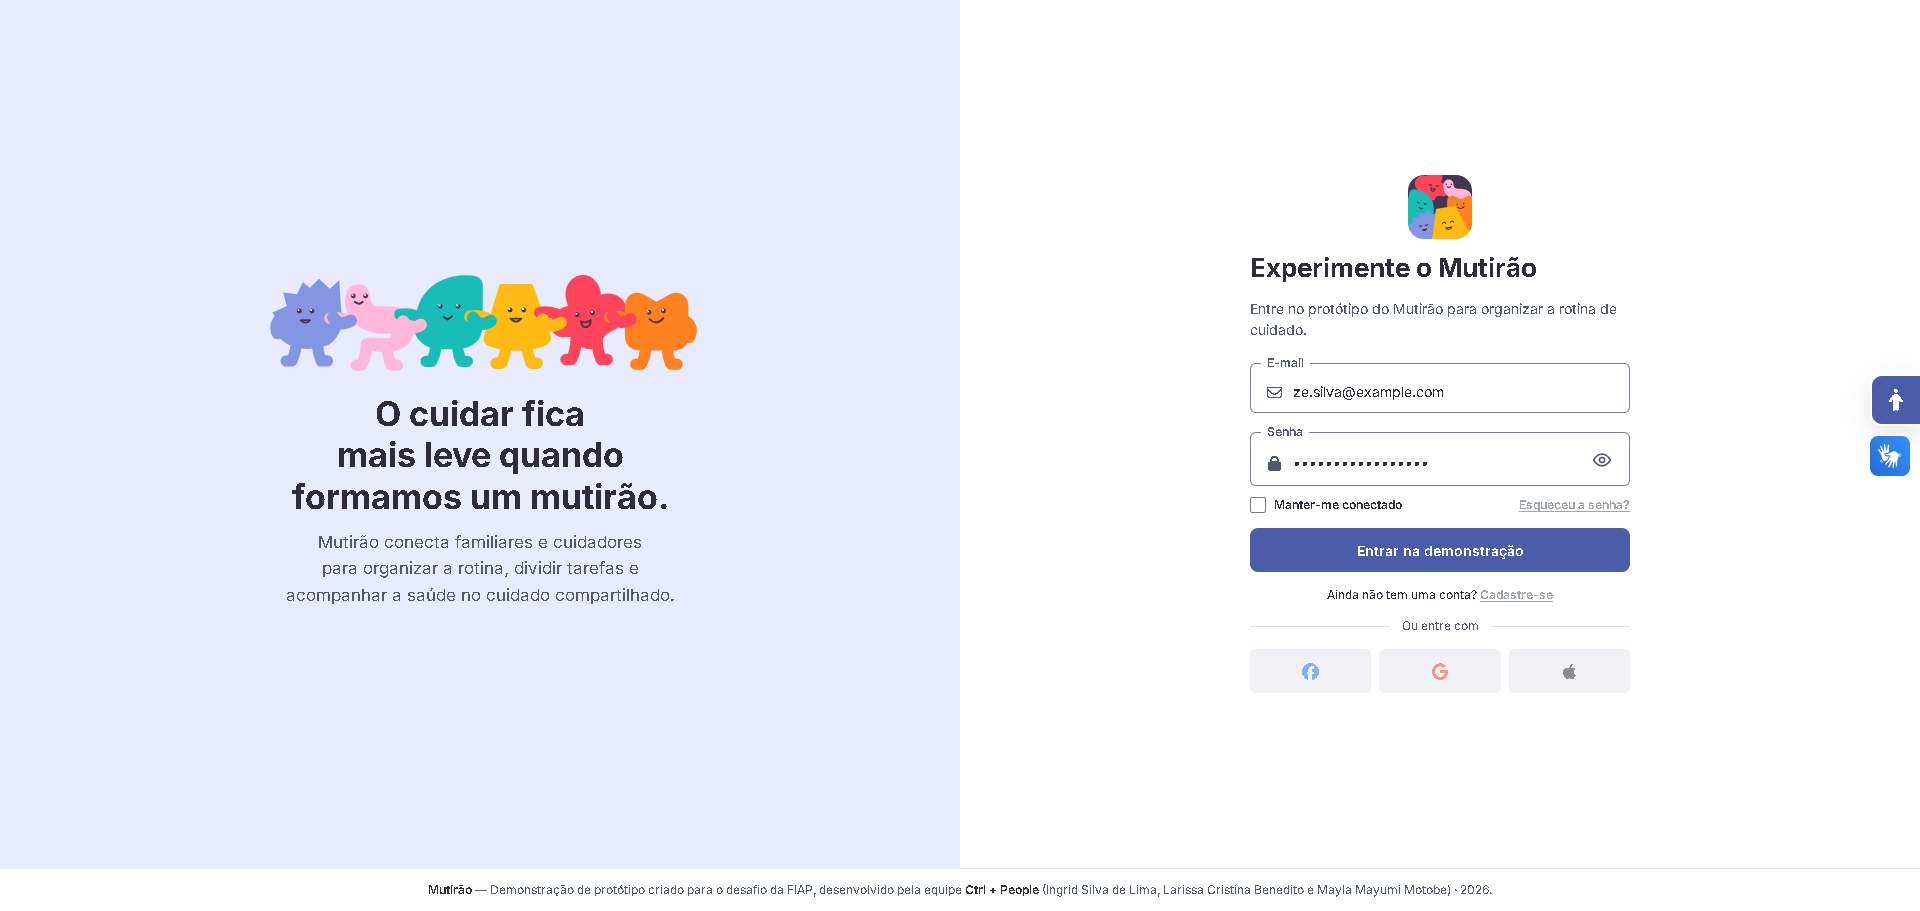 O cuidar fica
mais leve quando
formamos um mutirão.
Mutirão conecta familiares e cuidadores
para organizar a rotina, dividir tarefas e
acompanhar a saúde no cuidado compartilhado.
Experimente o Mutirão
Entre no protótipo do Mutirão para organizar a rotina de
cuidado.
E-mail
ze.silva@example.com
Senha
•••••••••••••••••
Manter-me conectado
Esqueceu a senha?
Entrar na demonstração
Ainda não tem uma conta? Cadastre-se
Ou entre com
Mutirão — Demonstração de protótipo criado para o desafio da FIAP, desenvolvido pela equipe Ctrl + People (Ingrid Silva de Lima, Larissa Cristina Benedito e Mayla Mayumi Motobe) · 2026.